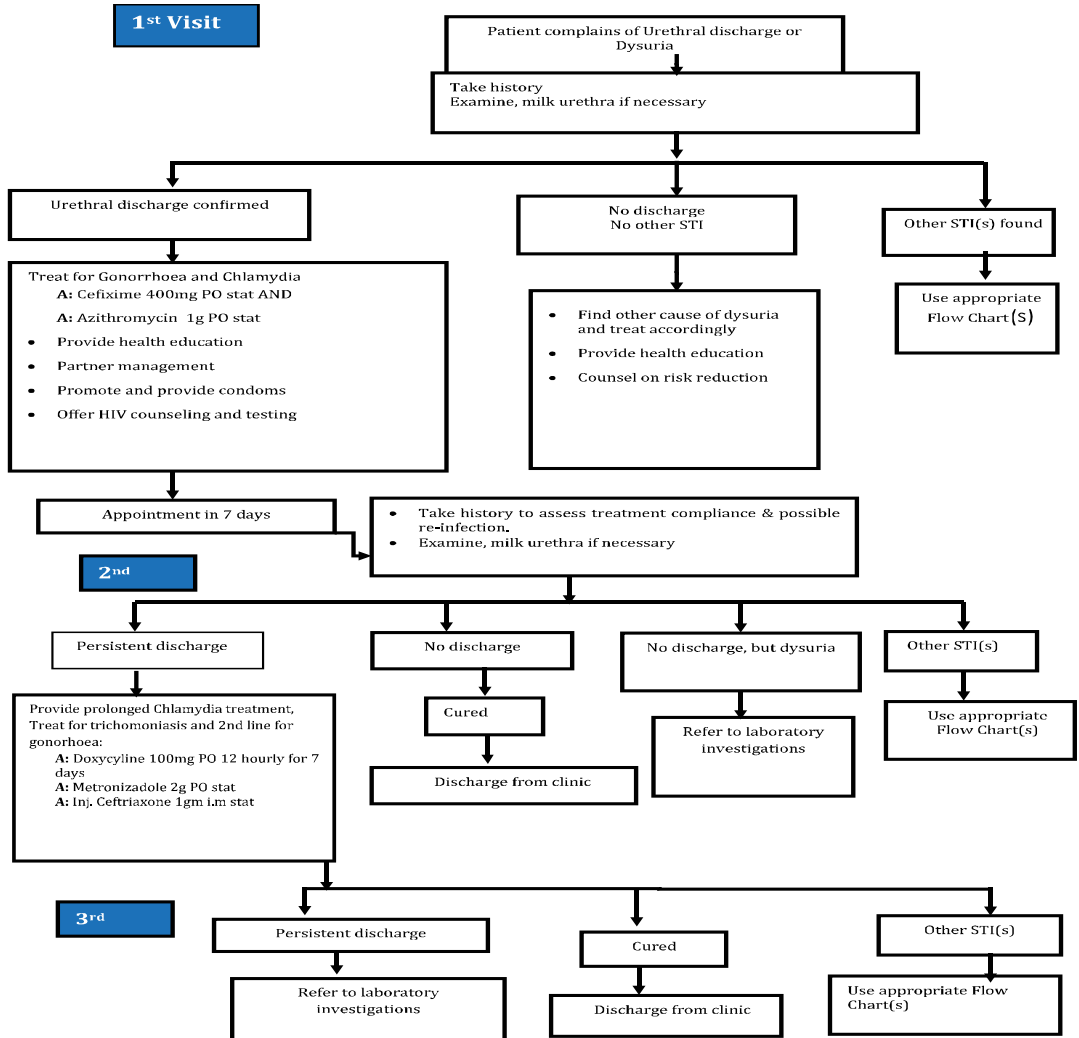 1st Visit
Patient complains of Urethral discharge or
Dysuria
Take history
Examine, milk urethra if necessary
Urethral discharge confirmed
No discharge
No other STI
Other STI(s) found
Treat for Gonorrhoea and Chlamydia
A: Cefixime 400mg PO stat AND
A: Azithromycin 1g PO stat
• Provide health education
• Partner management
• Promote and provide condoms
• Offer HIV counseling and testing
• Find other cause of dysuria
and treat accordingly
• Provide health education
• Counsel on risk reduction
Use appropriate
Flow Chart(s)
Appointment in 7 days
• Take history to assess treatment compliance & possible
re-infection.
• Examine, milk urethra if necessary
2nd
Persistent discharge
No discharge
No discharge, but dysuria
Other STI(s)
Provide prolonged Chlamydia treatment,
Treat for trichomoniasis and 2nd line for
gonorhoea:
A: Doxycyline 100mg PO 12 hourly for 7
days
A: Metronizadole 2g PO stat
A: Inj. Ceftriaxone 1gm i.m stat
Cured
Discharge from clinic
Refer to laboratory
investigations
Use appropriate
Flow Chart(s)
3rd
Persistent discharge
Cured
Other STI(s)
Refer to laboratory
investigations
Discharge from clinic
Use appropriate Flow
Chart(s)